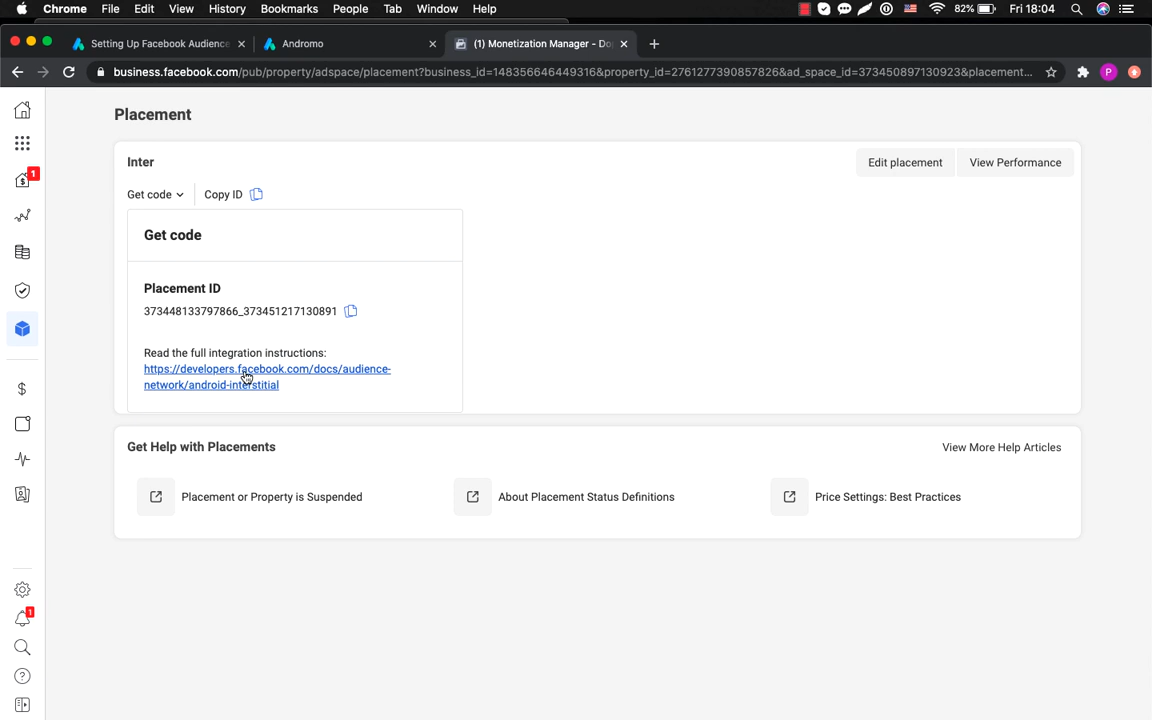 Chrome File Edit View History Bookmarks People Tab Window Help 82% Fri 18:04
Setting Up Facebook Audience
Andromo
(1) Monetization Manager - Do
business.facebook.com/pub/property/adspace/placement?business_id=148356646449316&property_id=2761277390857826&ad_space_id=373450897130923&placement...
P
Placement
1
Inter
Edit placement
View Performance
Get code
Copy ID
Get code
Placement ID
373448133797866_373451217130891
Read the full integration instructions:
https://developers.facebook.com/docs/audience-
network/android-interstitial
Get Help with Placements
View More Help Articles
Placement or Property is Suspended
About Placement Status Definitions
Price Settings: Best Practices
1